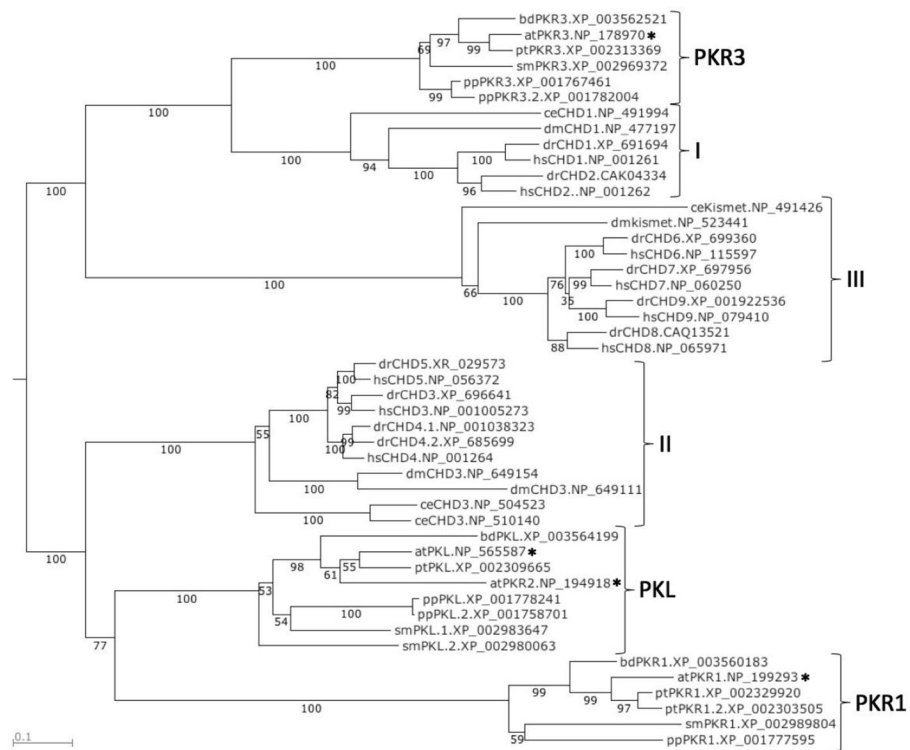 bdPKR3.XP_003562521
97
atPKR3.NP_178970*
69
99
ptPKR3.XP_002313369
PKR3
100
smPKR3.XP_002969372
ppPKR3.XP_001767461
99
ppPKR3.2.XP_001782004
100
ceCHD1.NP_491994
dmCHD1.NP_477197
drCHD1.XP_691694
100
94
100
hsCHD1.NP_001261
I
100
drCHD2.CAK04334
96
hsCHD2..NP_001262
100
ceKismet.NP_491426
dmkismet.NP_523441
drCHD6.XP_699360
100
hsCHD6.NP_115597
drCHD7.XP_697956
76
99
100
66
hsCHD7.NP_060250
III
100
35
drCHD9.XP_001922536
100
hsCHD9.NP_079410
drCHD8.CAQ13521
88
hsCHD8.NP_065971
drCHD5.XR_029573
100
hsCHD5.NP_056372
82
drCHD3.XP_696641
99
hsCHD3.NP_001005273
100
drCHD4.1.NP_001038323
55
99
drCHD4.2.XP_685699
100
100
II
hsCHD4.NP_001264
dmCHD3.NP_649154
100
dmCHD3.NP_649111
ceCHD3.NP_504523
100
ceCHD3.NP_510140
bdPKL.XP_003564199
100
98
atPKL.NP_565587*
55
ptPKL.XP_002309665
61
atPKR2.NP_194918*
100
53
PKL
ppPKL.XP_001778241
100
ppPKL.2.XP_001758701
54
smPKL.1.XP_002983647
77
smPKL.2.XP_002980063
bdPKR1.XP_003560183
99
atPKR1.NP_199293*
99
ptPKR1.XP_002329920
100
97
ptPKR1.2.XP_002303505
PKR1
smPKR1.XP_002989804
59
ppPKR1.XP_001777595
0.1